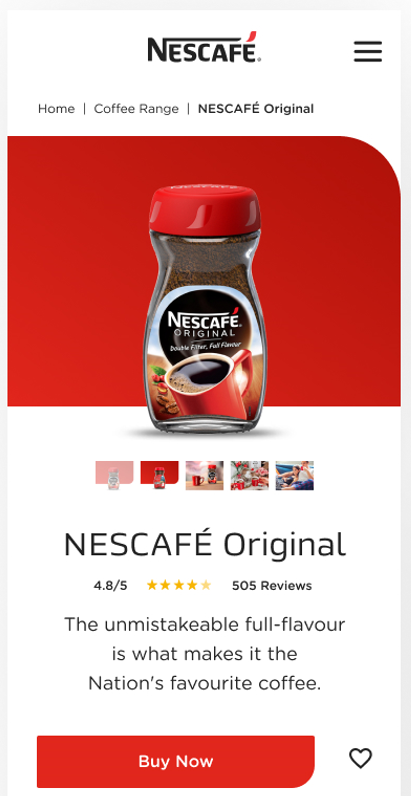 NESCAFÉ®
Home | Coffee Range | NESCAFÉ Original
NESCAFÉ
NESCAFÉ®
ORIGINAL
Double Filter, Full Flavour
NESCAFÉ Original
4.8/5 505 Reviews
The unmistakeable full-flavour
is what makes it the
Nation's favourite coffee.
Buy Now